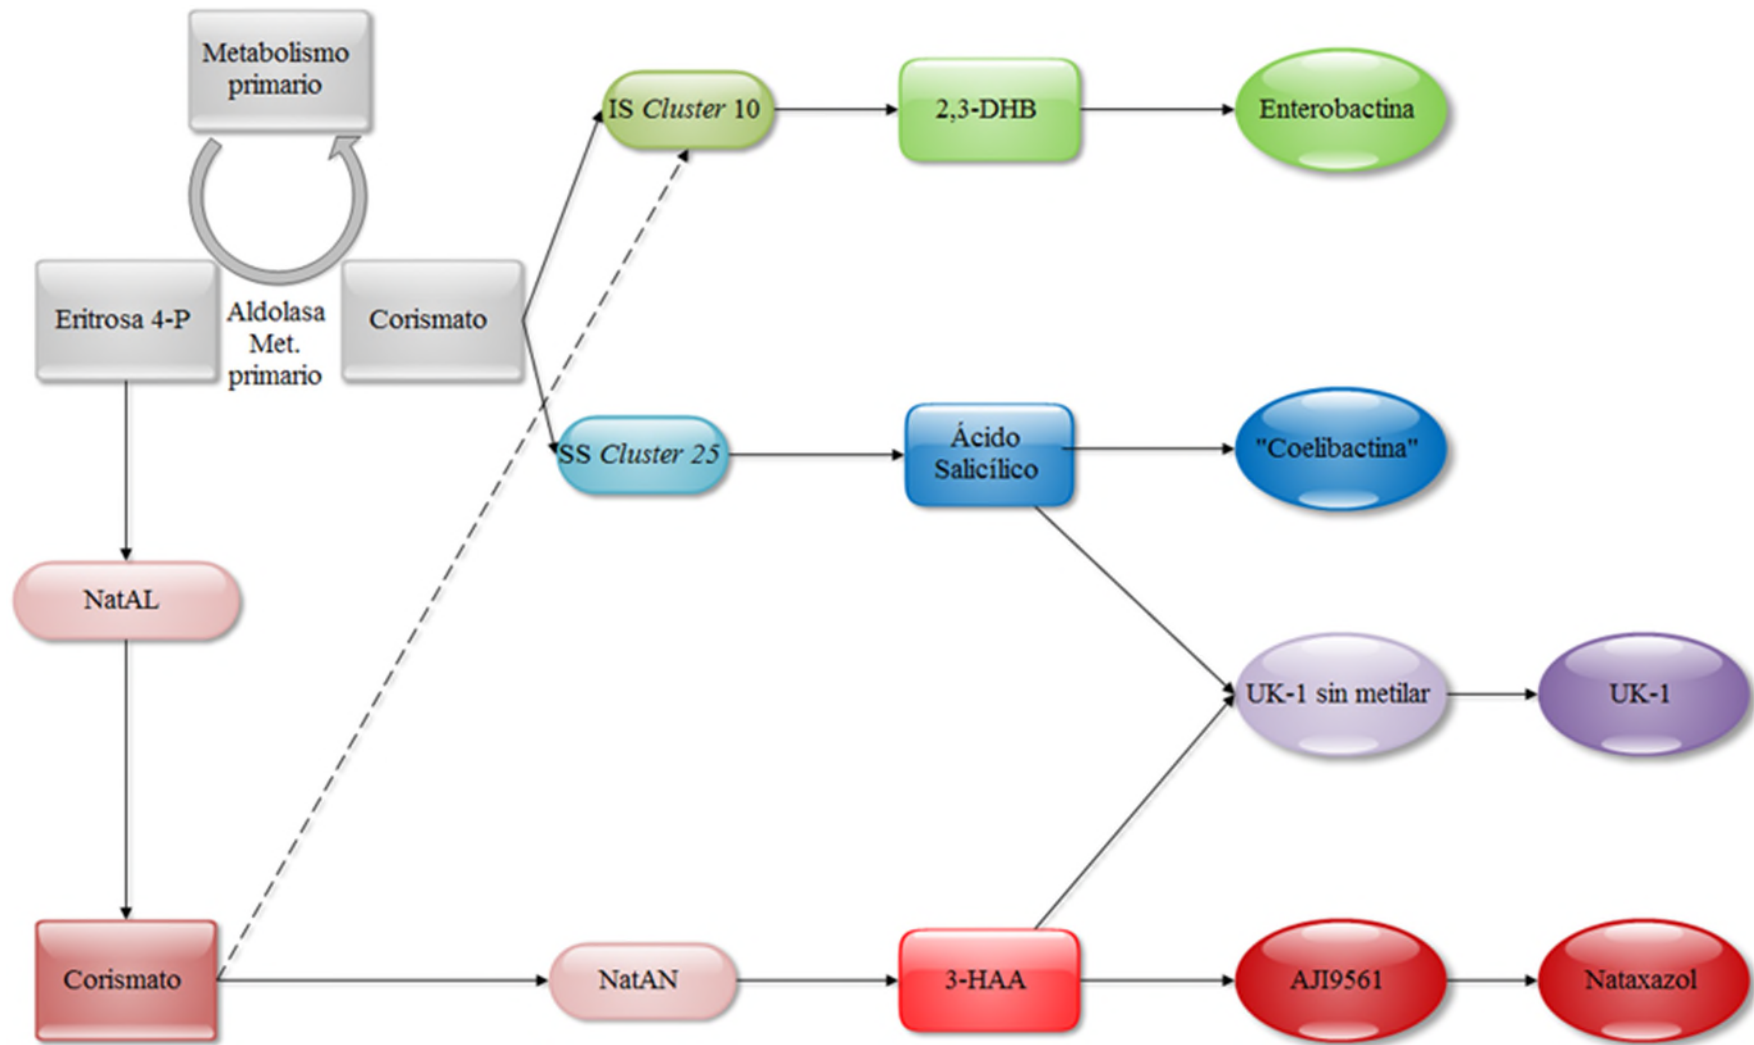 Metabolismo
primario
IS Cluster 10
2,3-DHB
Enterobactina
Eritrosa 4-P
Aldolasa
Met.
primario
Corismato
SS Cluster 25
Ácido
Salicílico
"Coelibactina"
NatAL
UK-1 sin metilar
UK-1
Corismato
NatAN
3-HAA
AJI9561
Nataxazol